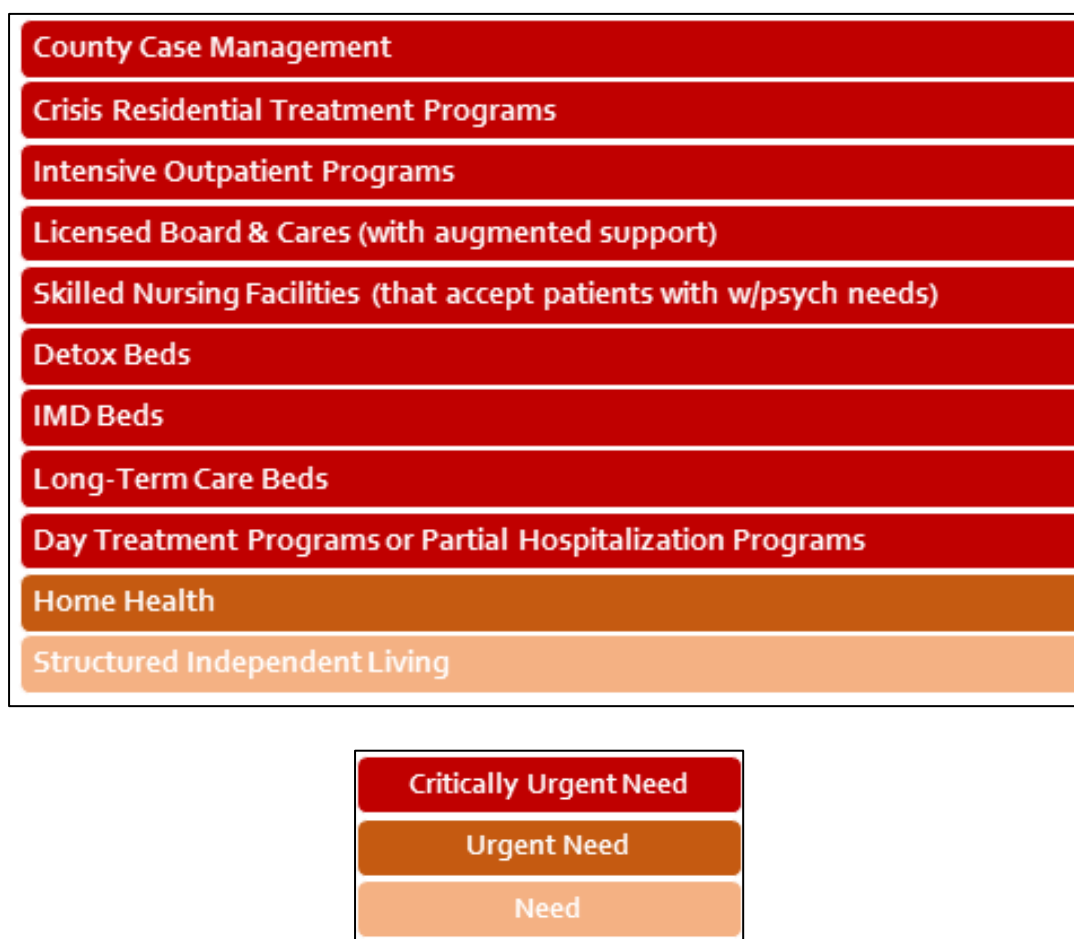 County Case Management
Crisis Residential Treatment Programs
Intensive Outpatient Programs
Licensed Board & Cares (with augmented support)
Skilled Nursing Facilities (that accept patients with w/psych needs)
Detox Beds
IMD Beds
Long-Term Care Beds
Day Treatment Programs or Partial Hospitalization Programs
Home Health
Structured Independent Living
Critically Urgent Need
Urgent Need
Need